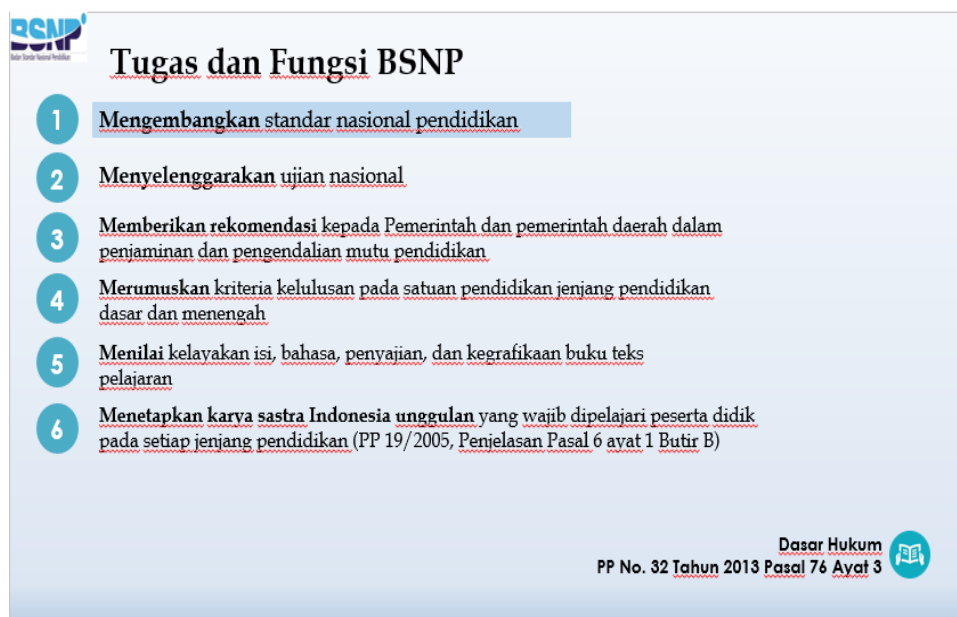 BSNP
Badan Standar Nasional Pendidikan
Tugas dan Fungsi BSNP
1
Mengembangkan standar nasional pendidikan
2
Menyelenggarakan ujian nasional
3
Memberikan rekomendasi kepada Pemerintah dan pemerintah daerah dalam
penjaminan dan pengendalian mutu pendidikan
4
Merumuskan kriteria kelulusan pada satuan pendidikan jenjang pendidikan
dasar dan menengah
5
Menilai kelayakan isi, bahasa, penyajian, dan kegrafikaan buku teks
pelajaran
6
Menetapkan karya sastra Indonesia unggulan yang wajib dipelajari peserta didik
pada setiap jenjang pendidikan (PP 19/2005, Penjelasan Pasal 6 ayat 1 Butir B)
Dasar Hukum
PP No. 32 Tahun 2013 Pasal 76 Ayat 3